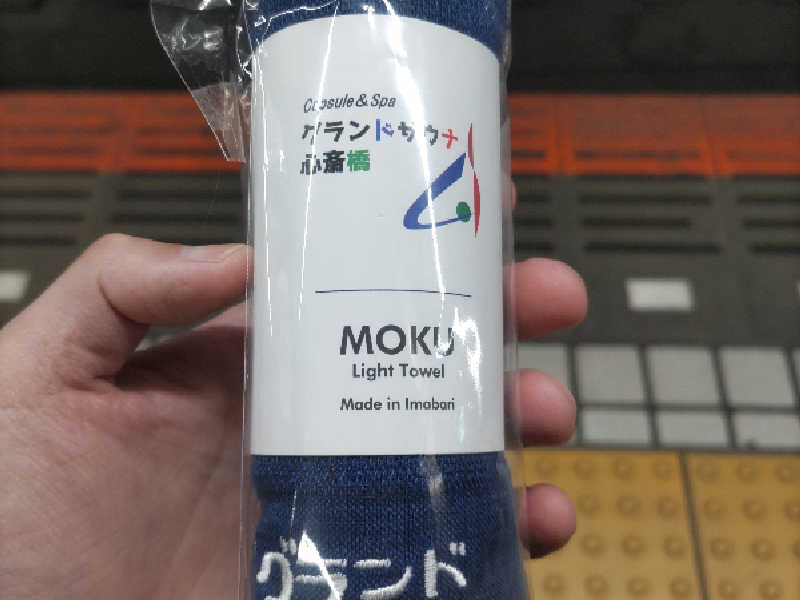 Capsule & Spa
グランドサウナ
心斎橋
MOKU
Light Towel
Made in Imabari
グランド